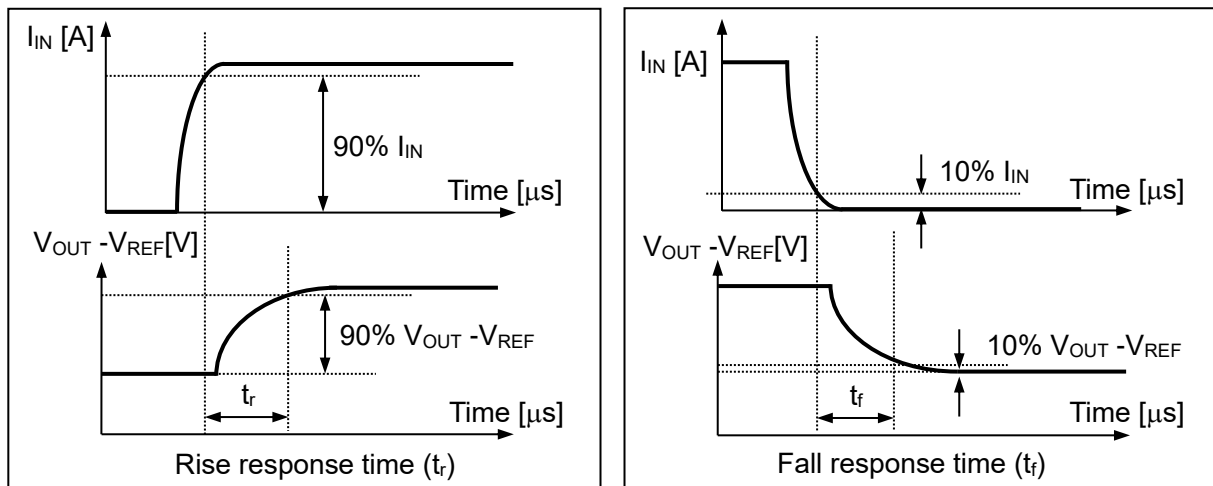 I_IN [A]
90% I_IN
Time [μs]
V_OUT -V_REF[V]
90% V_OUT -V_REF
t_r
Time [μs]
Rise response time (t_r)
I_IN [A]
10% I_IN
Time [μs]
V_OUT -V_REF[V]
10% V_OUT -V_REF
t_f
Time [μs]
Fall response time (t_f)